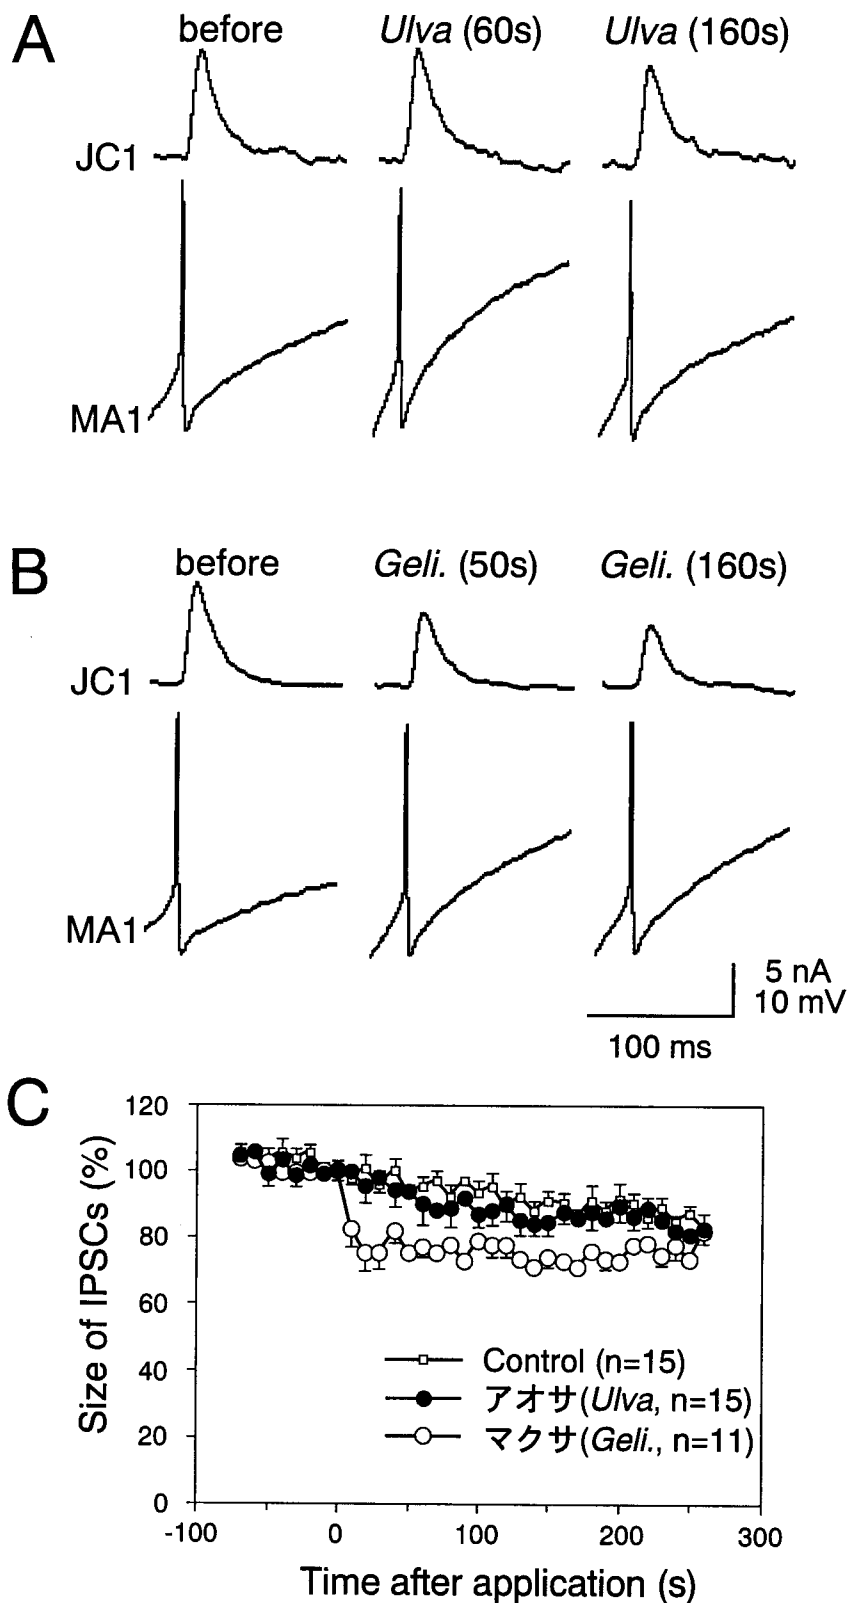 A
before Ulva (60s) Ulva (160s)
JC1
MA1
B
before Geli. (50s) Geli. (160s)
JC1
MA1
5 nA
10 mV
100 ms
C
Size of IPSCs (%)
120
100
80
60
40
20
0
Control (n=15)
アオサ(Ulva, n=15)
マクサ(Geli., n=11)
-100 0 100 200 300
Time after application (s)